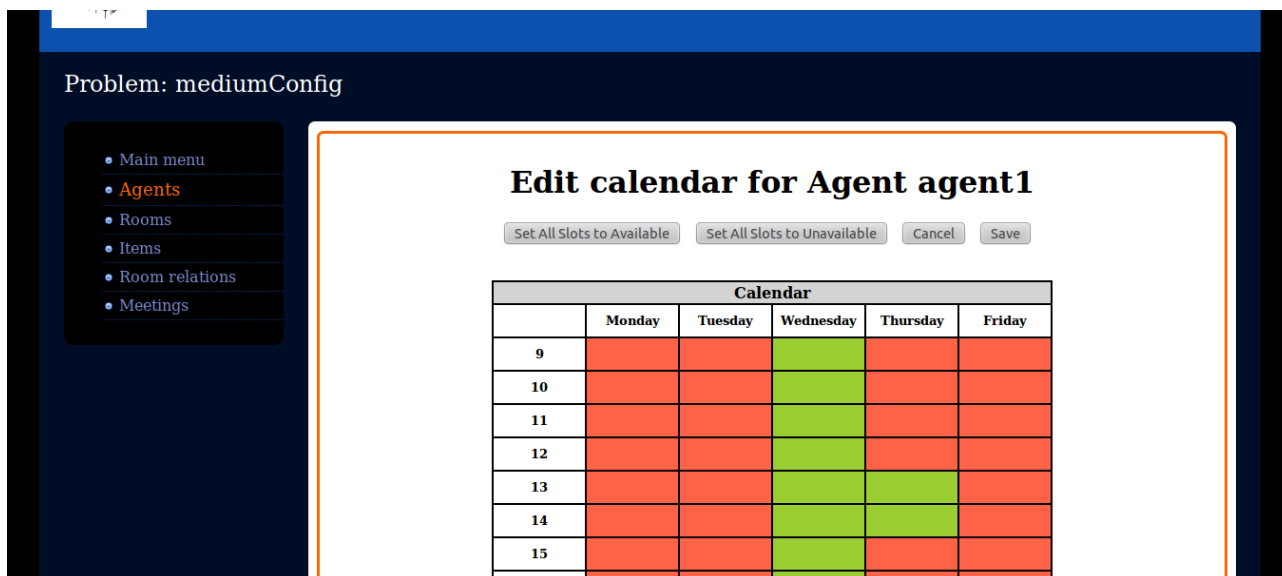 Problem: mediumConfig
Main menu
Agents
Rooms
Items
Room relations
Meetings
Edit calendar for Agent agent1
Set All Slots to Available Set All Slots to Unavailable Cancel Save
Calendar
Monday Tuesday Wednesday Thursday Friday
9
10
11
12
13
14
15